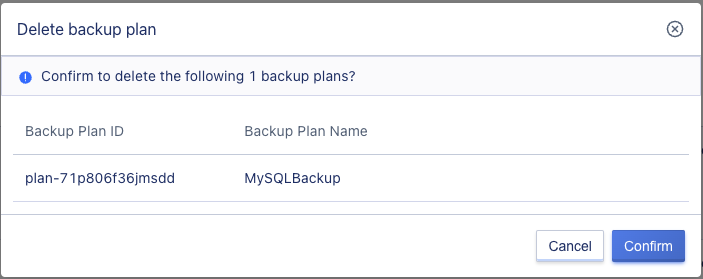 Delete backup plan
Confirm to delete the following 1 backup plans?
Backup Plan ID Backup Plan Name
plan-71p806f36jmsdd MySQLBackup
Cancel Confirm